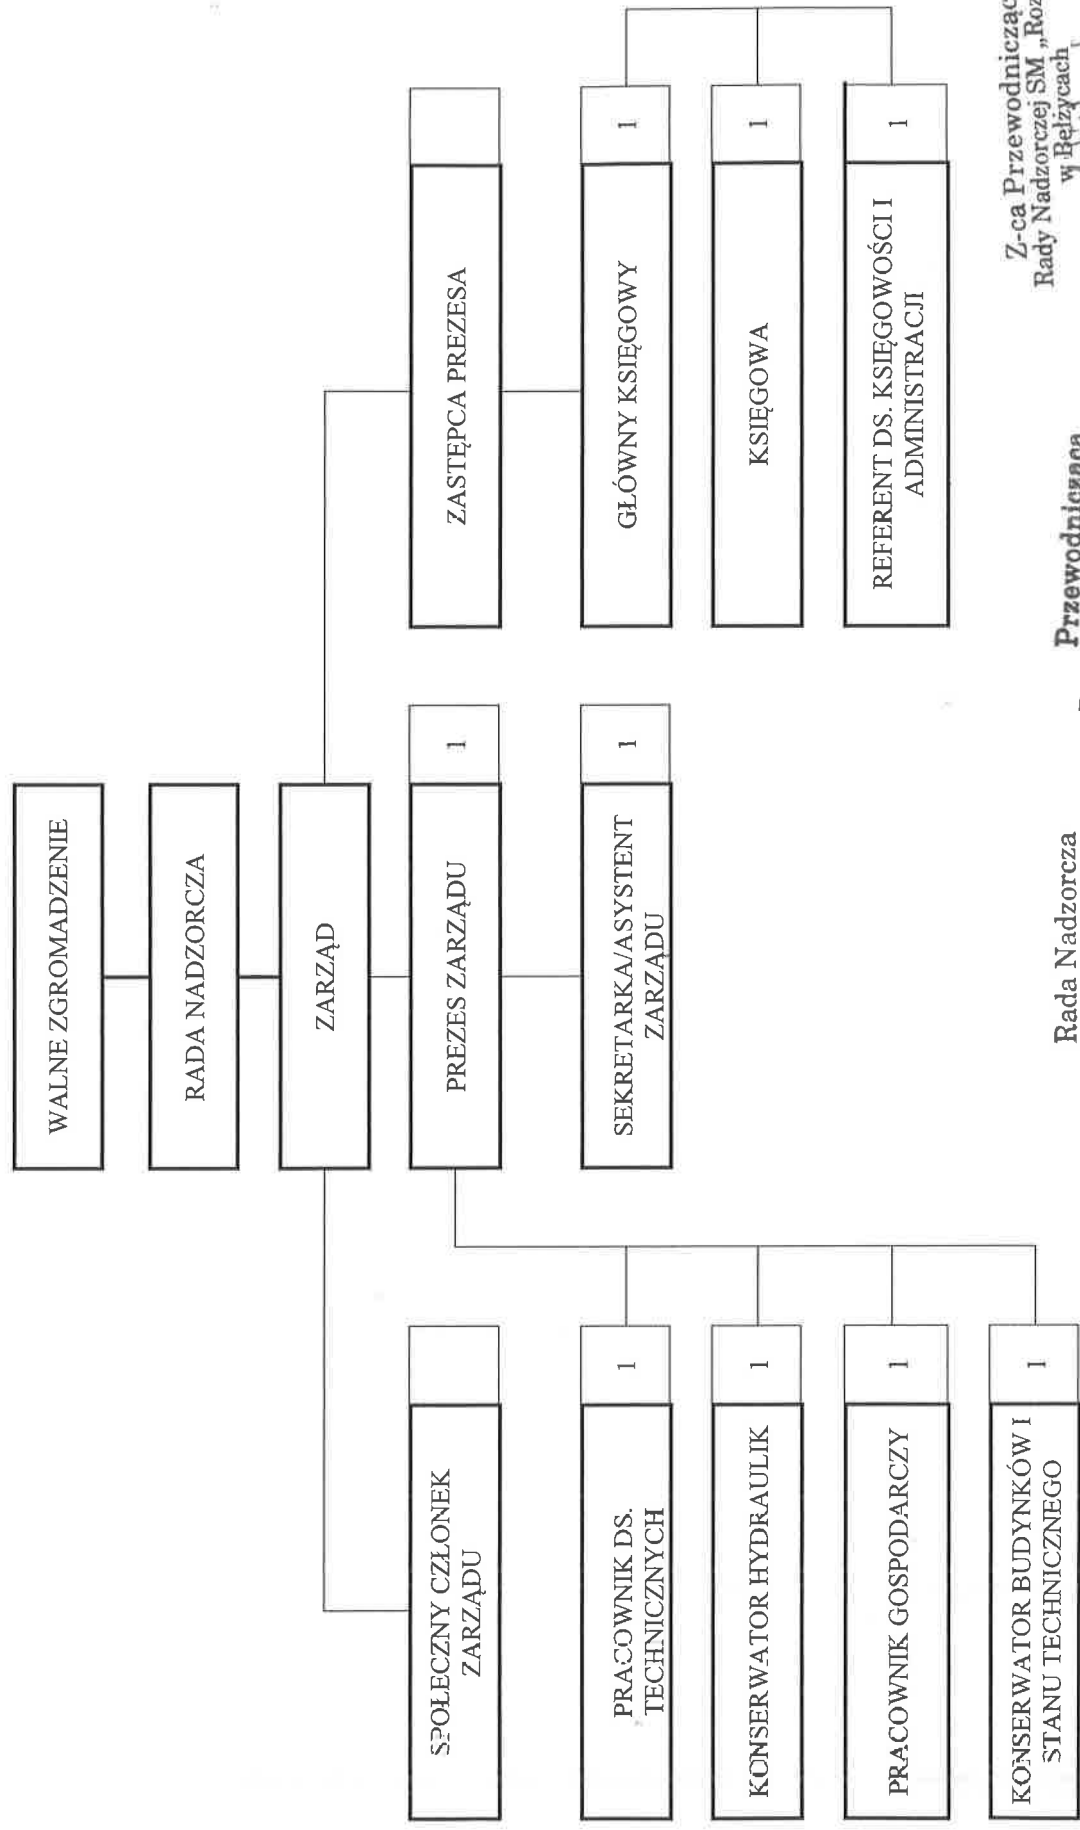 WALNE ZGROMADZENIE
RADA NADZORCZA
ZARZĄD
SPOŁECZNY CZŁONEK
ZARZĄDU
PREZES ZARZĄDU
1
ZASTĘPCA PREZESA
PRACOWNIK DS.
TECHNICZNYCH
1
SEKRETARKA/ASYSTENT
ZARZĄDU
1
GŁÓWNY KSIĘGOWY
1
KONSERWATOR HYDRAULIK
1
KSIĘGOWA
1
PRACOWNIK GOSPODARCZY
1
REFERENT DS. KSIĘGOWOŚCI I
ADMINISTRACJI
1
KONSERWATOR BUDYNKÓW I
STANU TECHNICZNEGO
1
Rada Nadzorcza
Przewodnicząca
Z-ca Przewodnicząc
Rady Nadzorczej SM „Roz
w Bełżycach